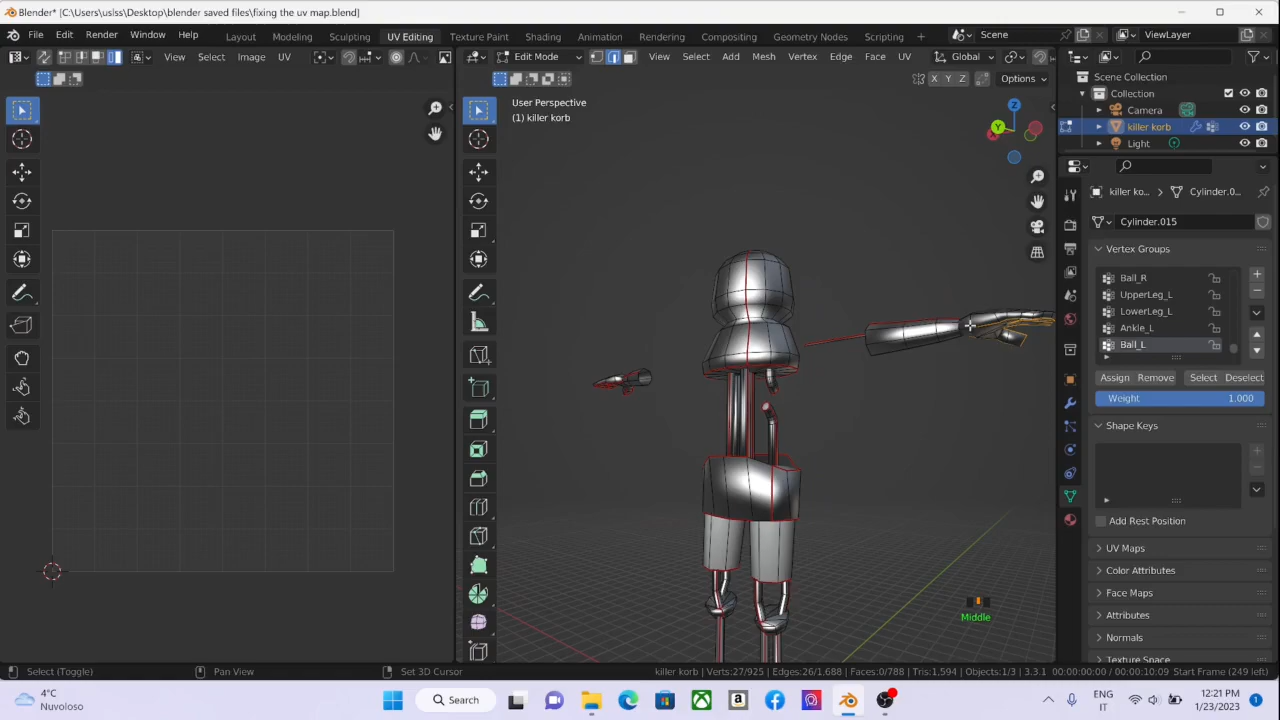 Blender* [C:\Users\uslss\Desktop\blender saved files\fixing the uv map.blend]
File Edit Render Window Help Layout Modeling Sculpting UV Editing Texture Paint Shading Animation Rendering Compositing Geometry Nodes Scripting + Scene ViewLayer
View Select Image UV Edit Mode View Select Add Mesh Vertex Edge Face UV Global
X Y Z Options
Scene Collection
Collection
Camera
killer korb
Light
User Perspective
(1) killer korb
Z
Y
X
killer ko... > Cylinder.0...
Cylinder.015
Vertex Groups
Ball_R
UpperLeg_L
LowerLeg_L
Ankle_L
Ball_L
Assign Remove Select Deselect
Weight 1.000
Shape Keys
Add Rest Position
UV Maps
Color Attributes
Face Maps
Attributes
Normals
Texture Space
Middle
Select (Toggle) Pan View Set 3D Cursor killer korb | Verts:27/925 | Edges:26/1,688 | Faces:0/788 | Tris:1,594 | Objects:1/3 | 3.3.1 00:00:00:00 / 00:00:10:09 Start Frame (249 left)
4°C
Nuvoloso
Search
ENG
IT
12:21 PM
1/23/2023
1